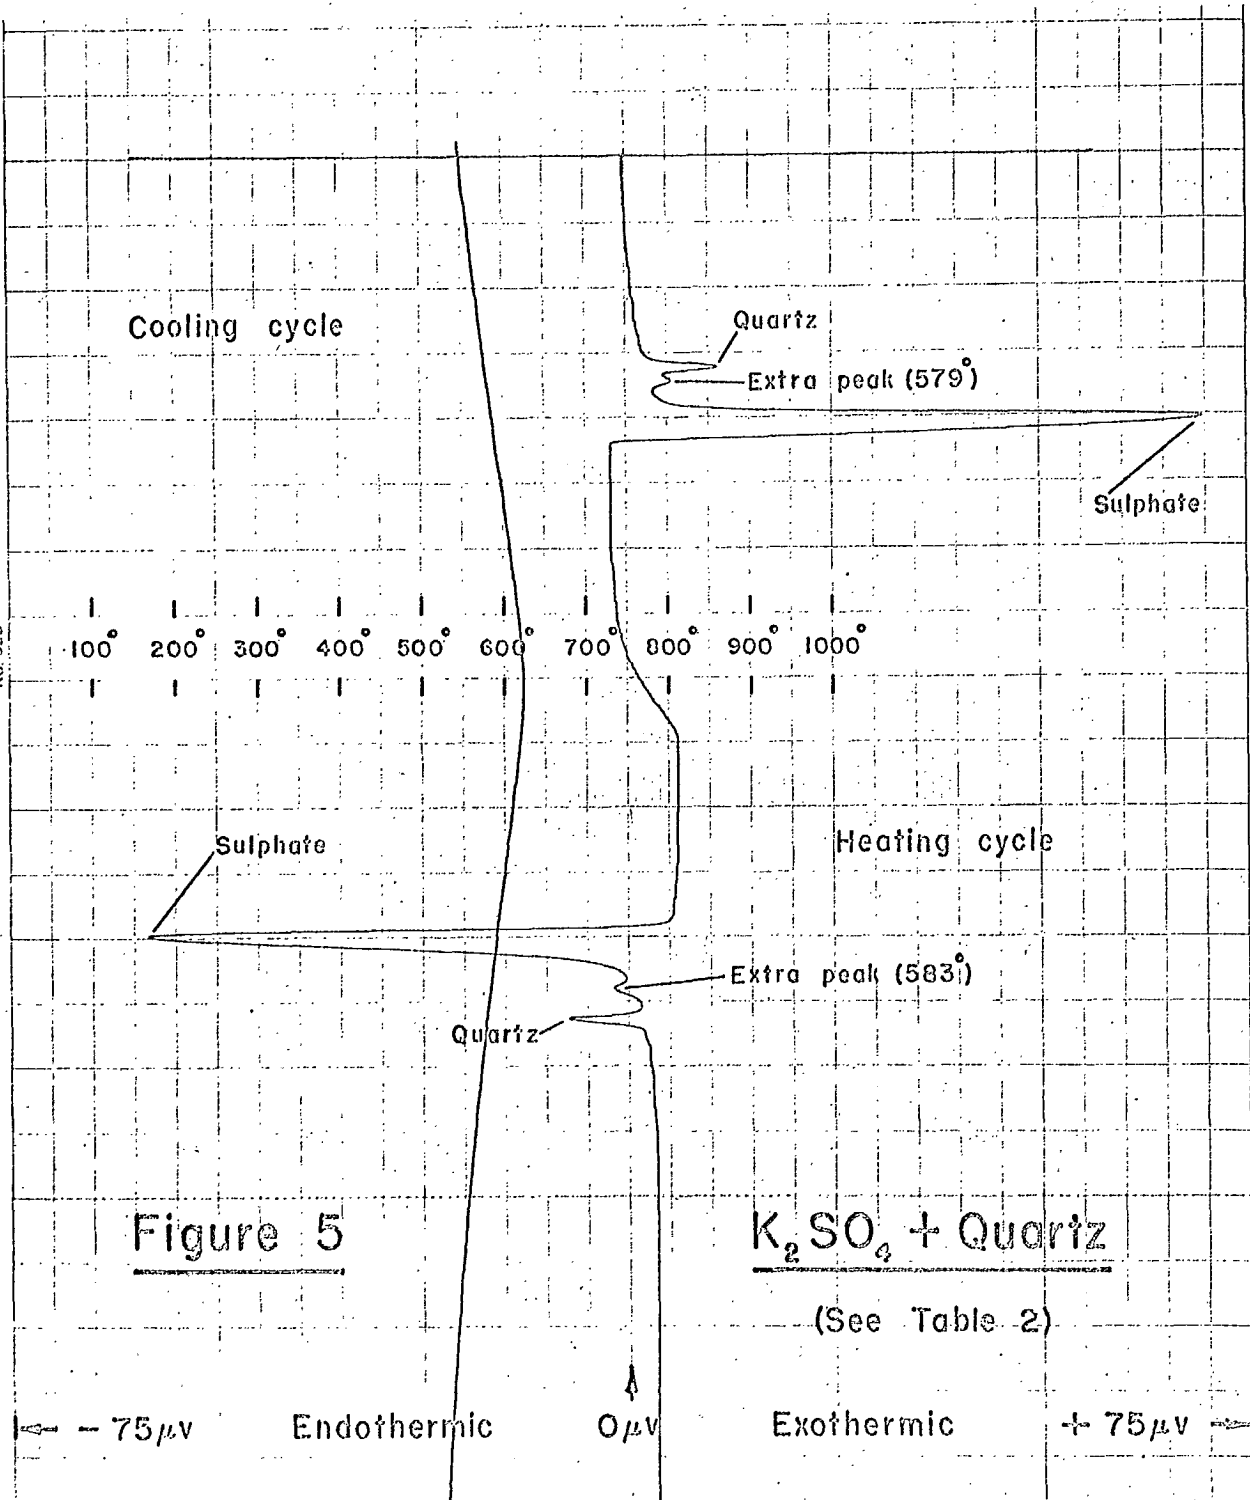 Cooling cycle
Quartz
Extra peak (579°)
Sulphate
100° 200° 300° 400° 500° 600° 700° 800° 900° 1000°
Sulphate
Heating cycle
Extra peak (583°)
Quartz
Figure 5
K₂SO₄ + Quartz
(See Table 2)
← - 75μv Endothermic 0μv Exothermic + 75μv →